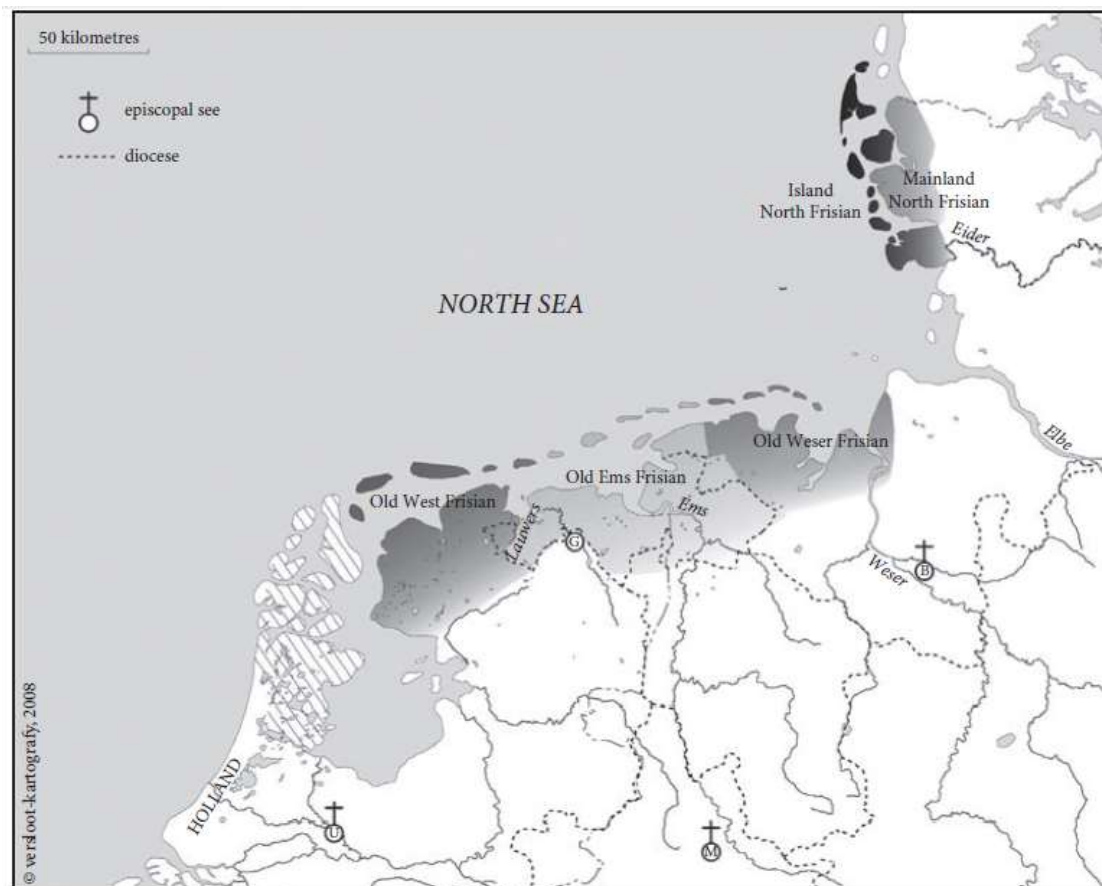 50 kilometres
episcopal see
diocese
Island
North Frisian
Mainland
North Frisian
Eider
NORTH SEA
Elbe
Old Weser Frisian
Old Ems Frisian
Old West Frisian
Ems
Lauwers
G
Weser
B
HOLLAND
U
M
© versloot-kartografy, 2008